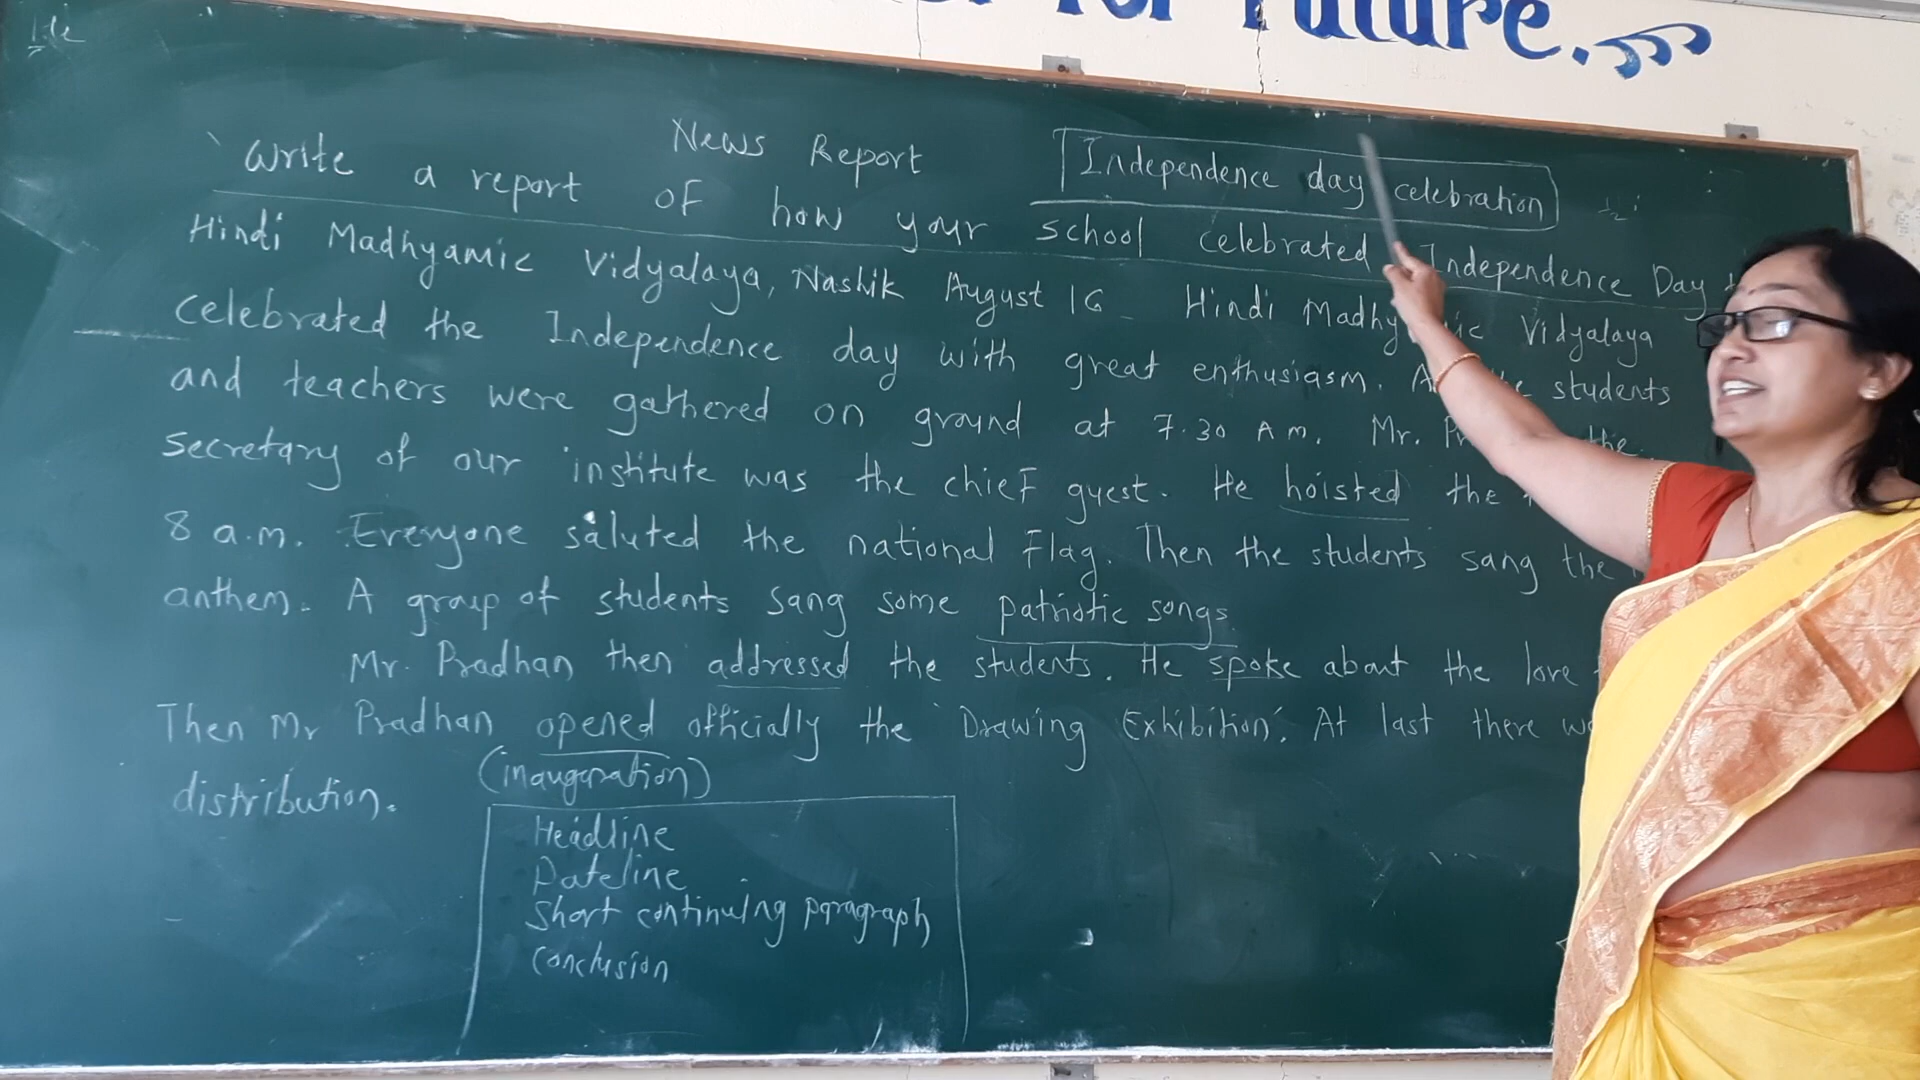 for Future.
News Report
Independence day celebration
Write a report of how your school celebrated Independence Day
Hindi Madhyamic Vidyalaya, Nashik August 16 - Hindi Madhy ic Vidyalaya
celebrated the Independence day with great enthusiasm. students
and teachers were gathered on ground at 7.30 A m. Mr. the
secretary of our institute was the chief guest. He hoisted the
8 a.m. Everyone saluted the national Flag. Then the students sang the
anthem. A group of students sang some patriotic songs.
Mr. Pradhan then addressed the students. He spoke about the love
Then Mr Pradhan opened officially the 'Drawing Exhibition'. At last there
(inaugration)
distribution.
Headline
Dateline
Short continuing paragraph
Conclusion